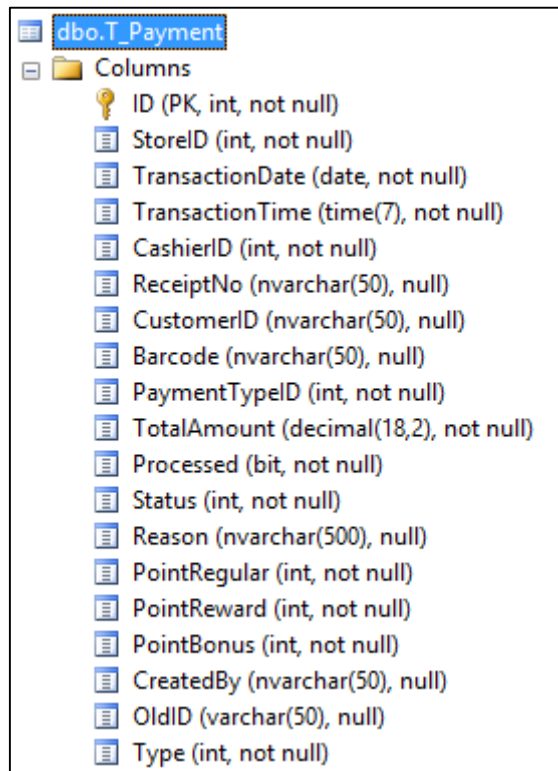 dbo.T_Payment
Columns
ID (PK, int, not null)
StoreID (int, not null)
TransactionDate (date, not null)
TransactionTime (time(7), not null)
CashierID (int, not null)
ReceiptNo (nvarchar(50), null)
CustomerID (nvarchar(50), null)
Barcode (nvarchar(50), null)
PaymentTypeID (int, not null)
TotalAmount (decimal(18,2), not null)
Processed (bit, not null)
Status (int, not null)
Reason (nvarchar(500), null)
PointRegular (int, not null)
PointReward (int, not null)
PointBonus (int, not null)
CreatedBy (nvarchar(50), null)
OldID (varchar(50), null)
Type (int, not null)